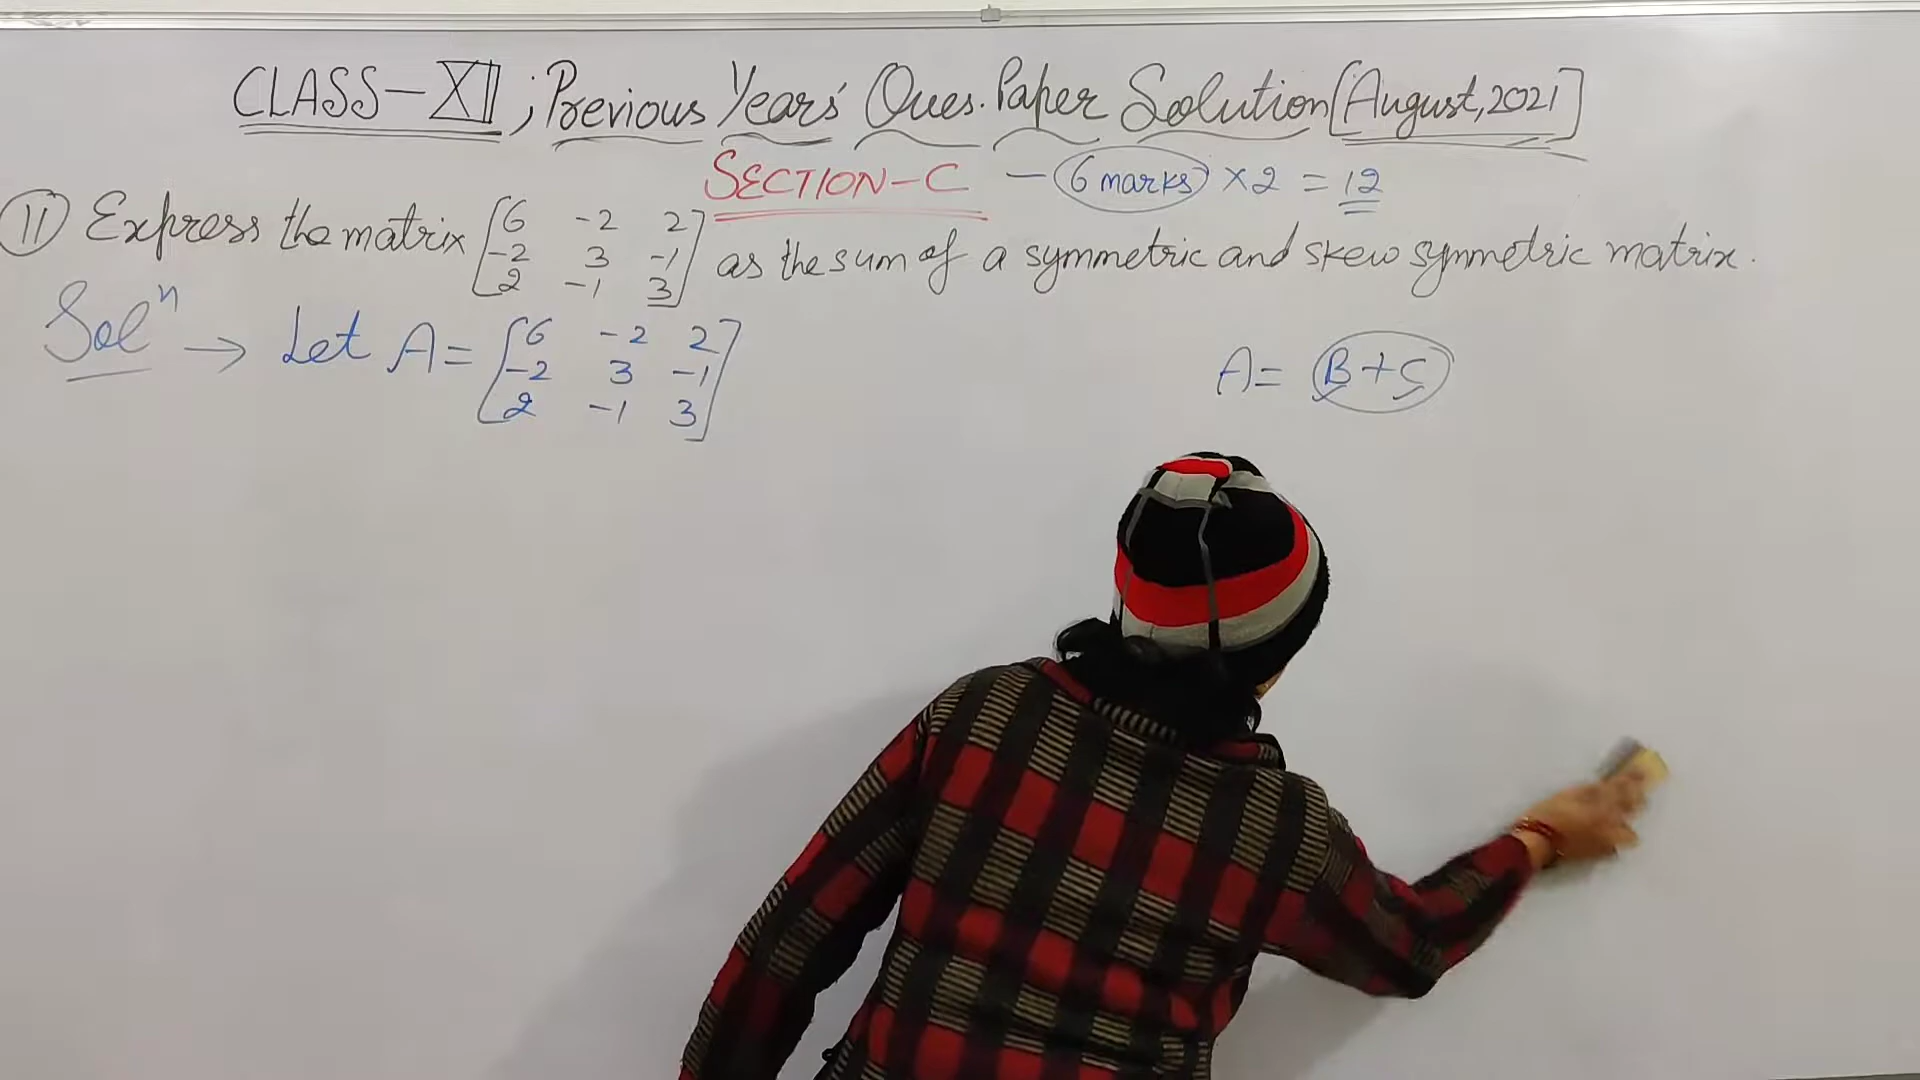 CLASS-XII; Previous Years' Ques. Paper Solution [August, 2021]
SECTION-C - 6 marks × 2 = 12
11 Express the matrix [6 -2 2
-2 3 -1
2 -1 3] as the sum of a symmetric and skew symmetric matrix.
Solⁿ → Let A = [6 -2 2
-2 3 -1
2 -1 3]
A = B + C